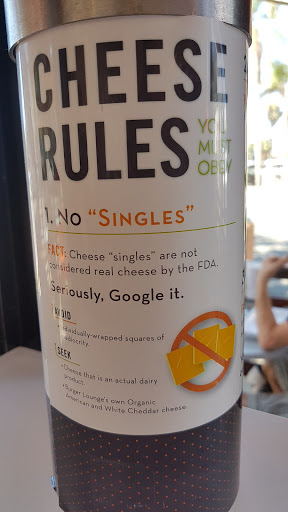 CHEESE
RULES
YOU
MUST
OBEY
1. No "SINGLES"
FACT: Cheese "singles" are not
considered real cheese by the FDA.
Seriously, Google it.
AVOID
Individually-wrapped squares of
mediocrity.
SEEK
• Cheese that is an actual dairy
product
• Burger Lounge's own Organic
American and White Cheddar cheese